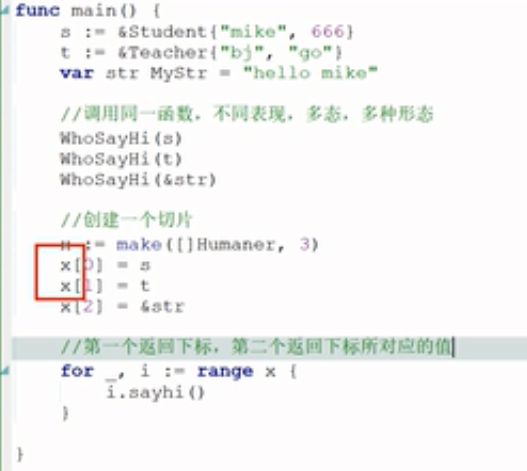 func main() {
    s := &Student{"mike", 666}
    t := &Teacher{"bj", "go"}
    var str MyStr = "hello mike"

    //调用同一函数，不同表现，多态，多种形态
    WhoSayHi(s)
    WhoSayHi(t)
    WhoSayHi(&str)

    //创建一个切片
    x := make([]Humaner, 3)
    x[0] = s
    x[1] = t
    x[2] = &str

    //第一个返回下标，第二个返回下标所对应的值
    for _, i := range x {
        i.sayhi()
    }

}